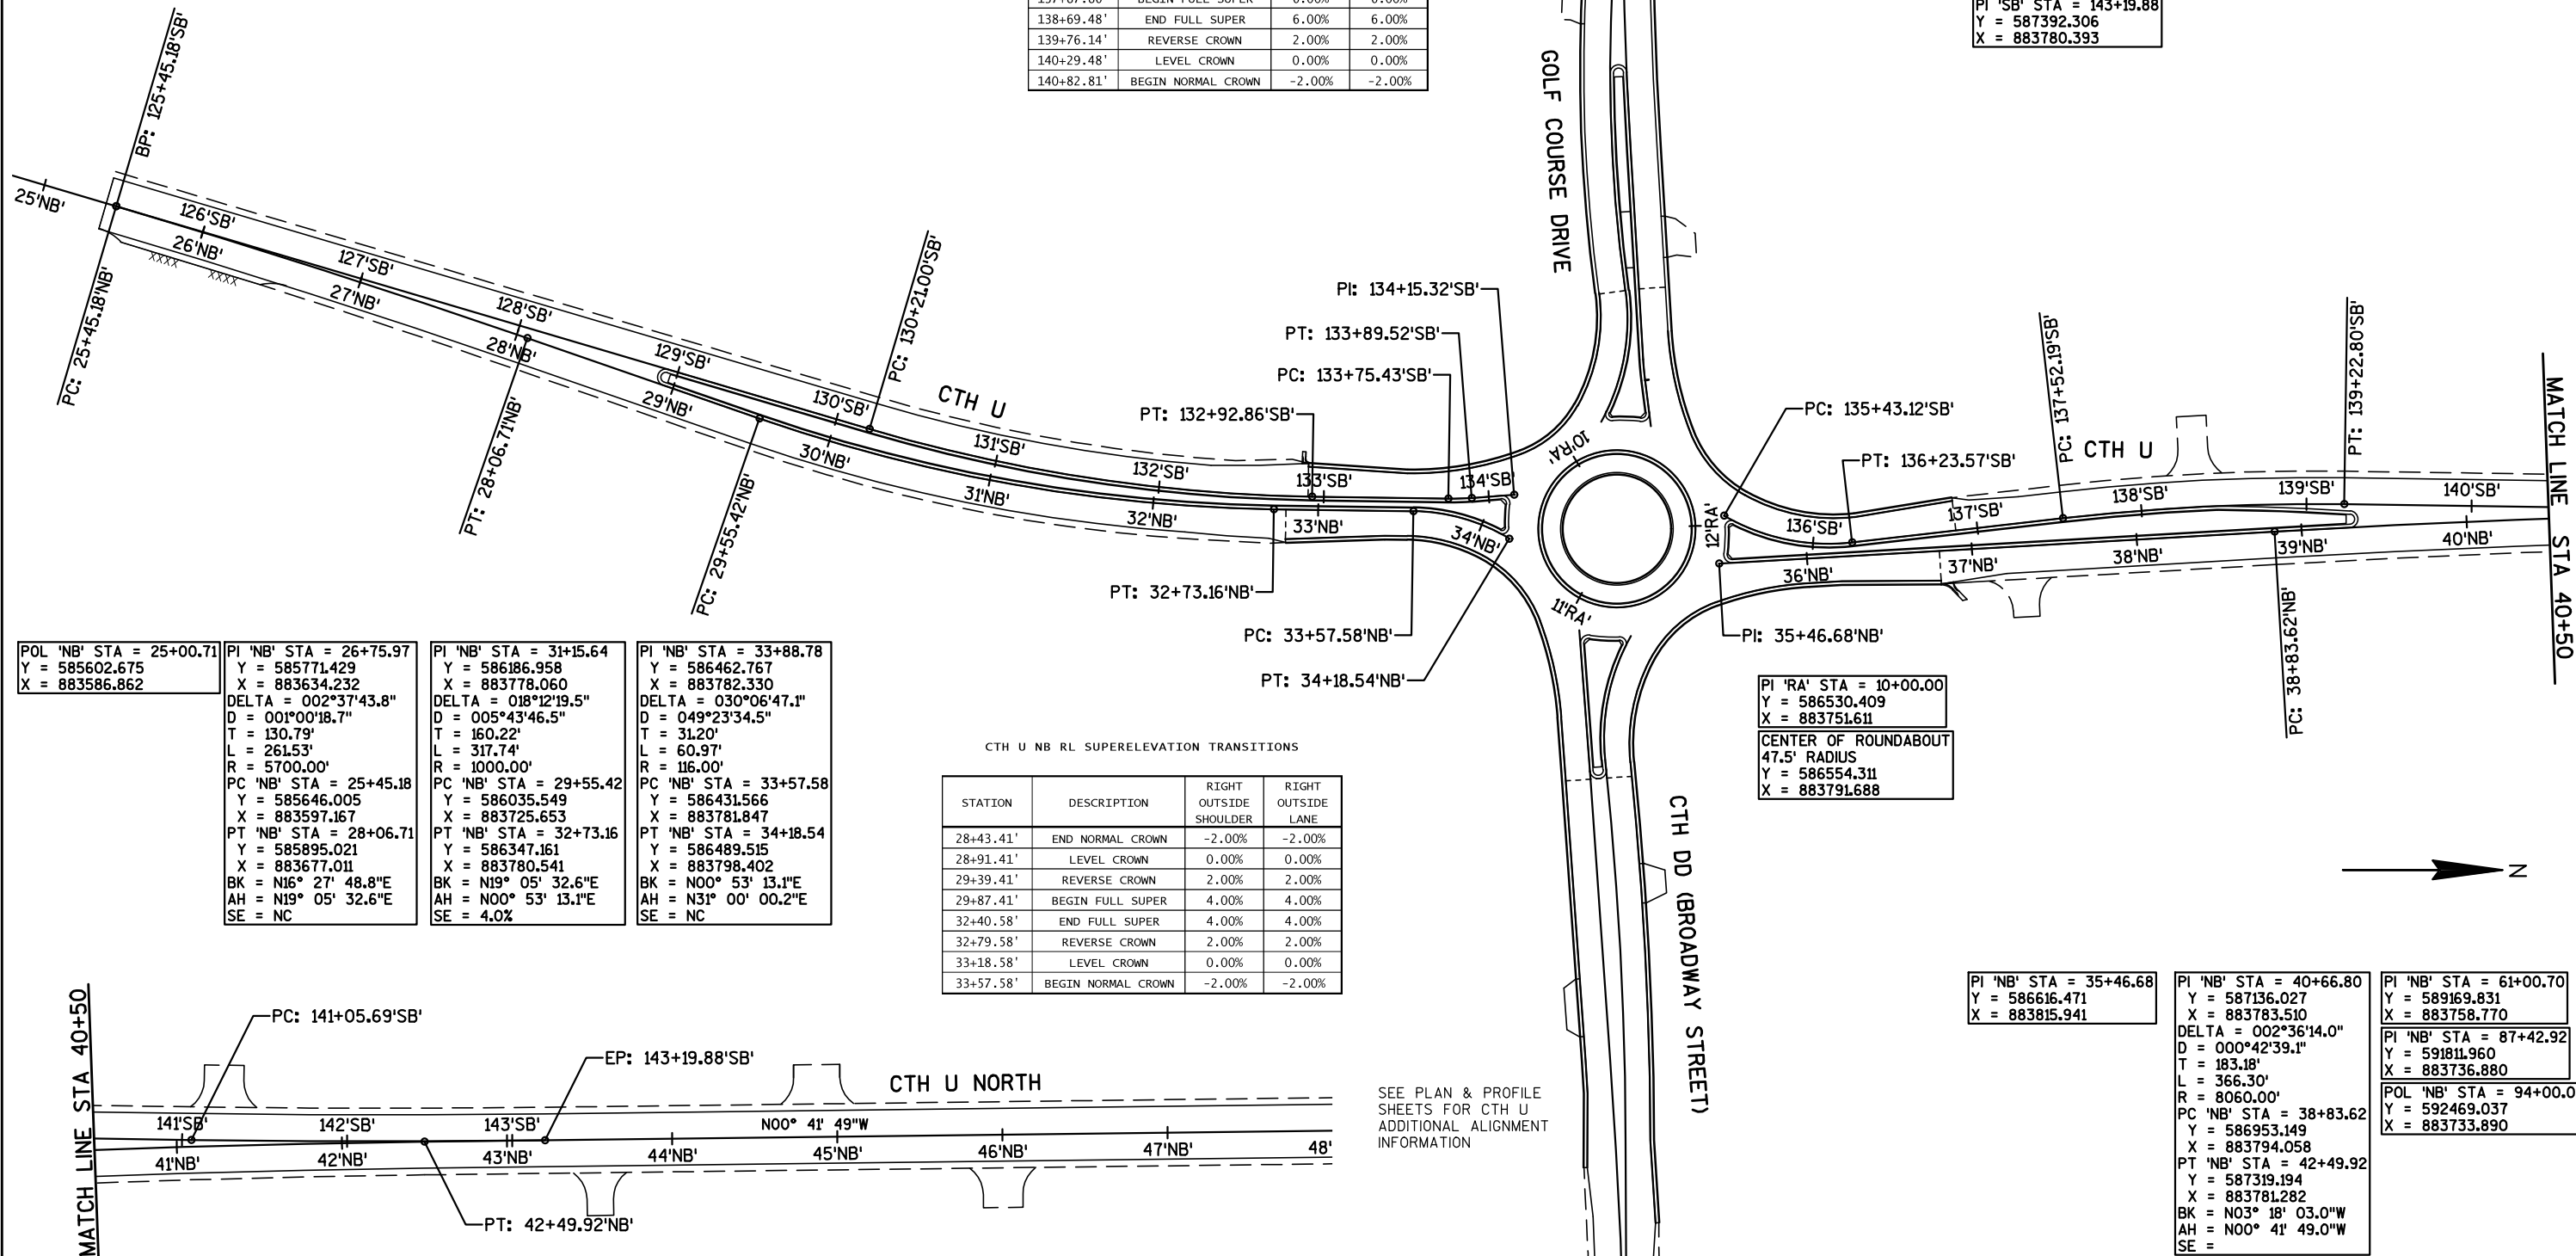 137+67.60' BEGIN FULL SUPER 6.00% 6.00%
138+69.48' END FULL SUPER 6.00% 6.00%
139+76.14' REVERSE CROWN 2.00% 2.00%
140+29.48' LEVEL CROWN 0.00% 0.00%
140+82.81' BEGIN NORMAL CROWN -2.00% -2.00%
PI 'SB' STA = 143+19.88
Y = 587392.306
X = 883780.393
BP: 125+45.18'SB'
25'NB'
126'SB'
26'NB'
XXXX
XXXX
127'SB'
27'NB'
128'SB'
28'NB'
129'SB'
29'NB'
130'SB'
30'NB'
131'SB'
31'NB'
132'SB'
32'NB'
133'SB'
33'NB'
134'SB'
34'NB'
PC: 25+45.18'NB'
PT: 28+06.71'NB'
PC: 29+55.42'NB'
PC: 130+21.00'SB'
CTH U
GOLF COURSE DRIVE
PI: 134+15.32'SB'
PT: 133+89.52'SB'
PC: 133+75.43'SB'
PT: 132+92.86'SB'
PT: 32+73.16'NB'
PC: 33+57.58'NB'
PT: 34+18.54'NB'
10'RA'
11'RA'
12'RA'
PC: 135+43.12'SB'
PT: 136+23.57'SB'
PC: 137+52.19'SB'
CTH U
PT: 139+22.80'SB'
136'SB'
36'NB'
137'SB'
37'NB'
138'SB'
38'NB'
139'SB'
39'NB'
140'SB'
40'NB'
PI: 35+46.68'NB'
PC: 38+83.62'NB'
MATCH LINE STA 40+50
POL 'NB' STA = 25+00.71
Y = 585602.675
X = 883586.862
PI 'NB' STA = 26+75.97
Y = 585771.429
X = 883634.232
DELTA = 002°37'43.8"
D = 001°00'18.7"
T = 130.79'
L = 261.53'
R = 5700.00'
PC 'NB' STA = 25+45.18
Y = 585646.005
X = 883597.167
PT 'NB' STA = 28+06.71
Y = 585895.021
X = 883677.011
BK = N16° 27' 48.8"E
AH = N19° 05' 32.6"E
SE = NC
PI 'NB' STA = 31+15.64
Y = 586186.958
X = 883778.060
DELTA = 018°12'19.5"
D = 005°43'46.5"
T = 160.22'
L = 317.74'
R = 1000.00'
PC 'NB' STA = 29+55.42
Y = 586035.549
X = 883725.653
PT 'NB' STA = 32+73.16
Y = 586347.161
X = 883780.541
BK = N19° 05' 32.6"E
AH = N00° 53' 13.1"E
SE = 4.0%
PI 'NB' STA = 33+88.78
Y = 586462.767
X = 883782.330
DELTA = 030°06'47.1"
D = 049°23'34.5"
T = 31.20'
L = 60.97'
R = 116.00'
PC 'NB' STA = 33+57.58
Y = 586431.566
X = 883781.847
PT 'NB' STA = 34+18.54
Y = 586489.515
X = 883798.402
BK = N00° 53' 13.1"E
AH = N31° 00' 00.2"E
SE = NC
CTH U NB RL SUPERELEVATION TRANSITIONS
STATION DESCRIPTION RIGHT OUTSIDE SHOULDER RIGHT OUTSIDE LANE
28+43.41' END NORMAL CROWN -2.00% -2.00%
28+91.41' LEVEL CROWN 0.00% 0.00%
29+39.41' REVERSE CROWN 2.00% 2.00%
29+87.41' BEGIN FULL SUPER 4.00% 4.00%
32+40.58' END FULL SUPER 4.00% 4.00%
32+79.58' REVERSE CROWN 2.00% 2.00%
33+18.58' LEVEL CROWN 0.00% 0.00%
33+57.58' BEGIN NORMAL CROWN -2.00% -2.00%
PI 'RA' STA = 10+00.00
Y = 586530.409
X = 883751.611
CENTER OF ROUNDABOUT
47.5' RADIUS
Y = 586554.311
X = 883791.688
CTH DD (BROADWAY STREET)
N
PI 'NB' STA = 35+46.68
Y = 586616.471
X = 883815.941
PI 'NB' STA = 40+66.80
Y = 587136.027
X = 883783.510
DELTA = 002°36'14.0"
D = 000°42'39.1"
T = 183.18'
L = 366.30'
R = 8060.00'
PC 'NB' STA = 38+83.62
Y = 586953.149
X = 883794.058
PT 'NB' STA = 42+49.92
Y = 587319.194
X = 883781.282
BK = N03° 18' 03.0"W
AH = N00° 41' 49.0"W
SE =
PI 'NB' STA = 61+00.70
Y = 589169.831
X = 883758.770
PI 'NB' STA = 87+42.92
Y = 591811.960
X = 883736.880
POL 'NB' STA = 94+00.0
Y = 592469.037
X = 883733.890
MATCH LINE STA 40+50
PC: 141+05.69'SB'
EP: 143+19.88'SB'
CTH U NORTH
141'SB'
142'SB'
143'SB'
N00° 41' 49"W
41'NB'
42'NB'
43'NB'
44'NB'
45'NB'
46'NB'
47'NB'
48'
PT: 42+49.92'NB'
SEE PLAN & PROFILE
SHEETS FOR CTH U
ADDITIONAL ALIGNMENT
INFORMATION